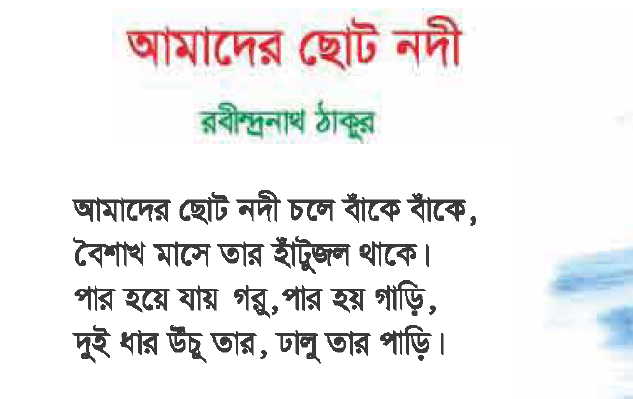 আমাদের ছোট নদী
রবীন্দ্রনাথ ঠাকুর
আমাদের ছোট নদী চলে বাঁকে বাঁকে,
বৈশাখ মাসে তার হাঁটুজল থাকে।
পার হয়ে যায় গরু,পার হয় গাড়ি,
দুই ধার উঁচু তার, ঢালু তার পাড়ি।